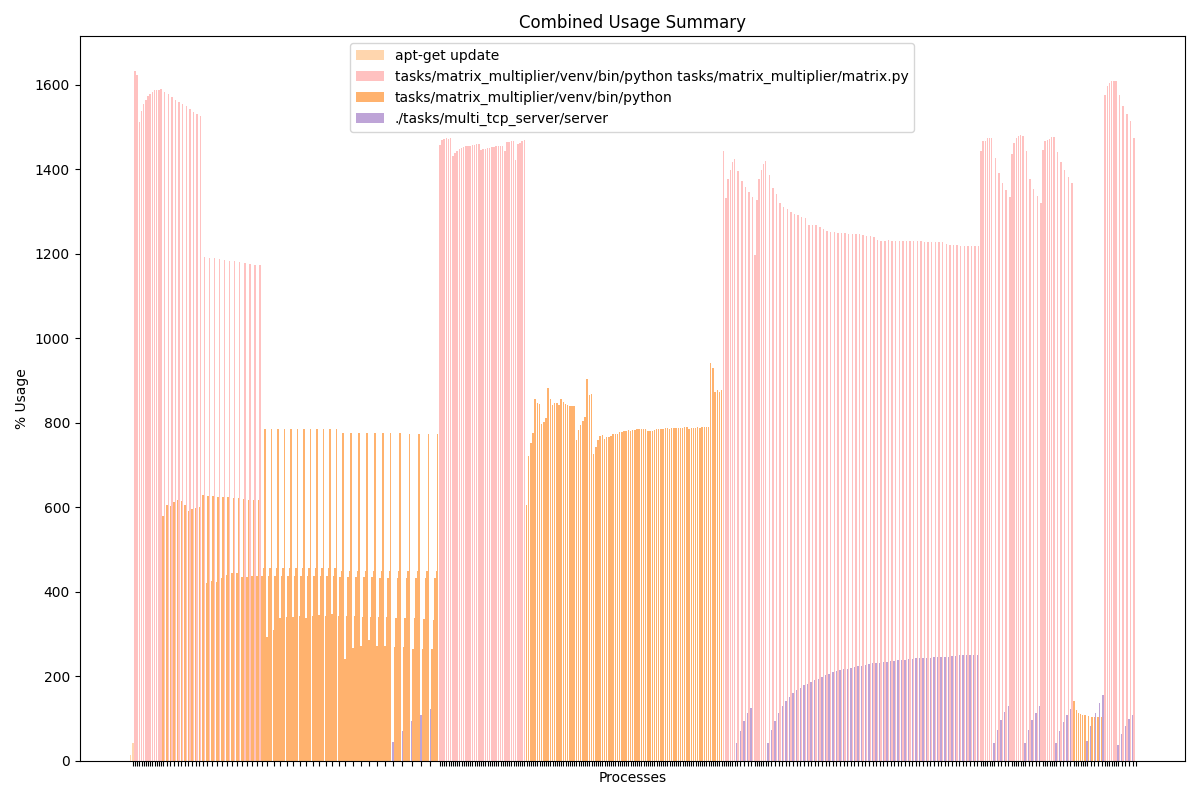 Combined Usage Summary
apt-get update
tasks/matrix_multiplier/venv/bin/python tasks/matrix_multiplier/matrix.py
tasks/matrix_multiplier/venv/bin/python
./tasks/multi_tcp_server/server
% Usage
1600
1400
1200
1000
800
600
400
200
0
Processes